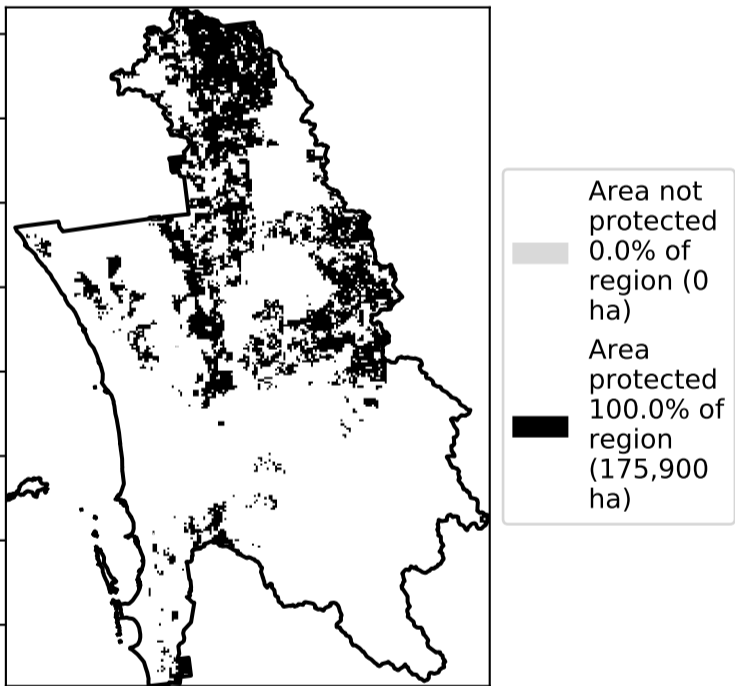 Area not
protected
0.0% of
region (0
ha)
Area
protected
100.0% of
region
(175,900
ha)